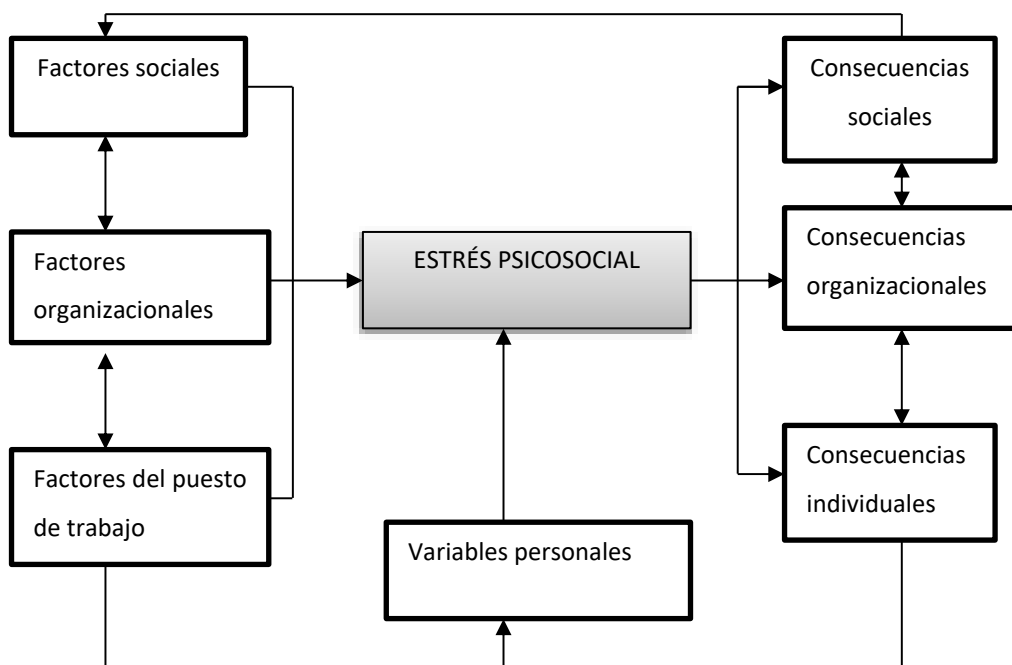 Factores sociales
Factores
organizacionales
Factores del puesto
de trabajo
ESTRÉS PSICOSOCIAL
Variables personales
Consecuencias
sociales
Consecuencias
organizacionales
Consecuencias
individuales